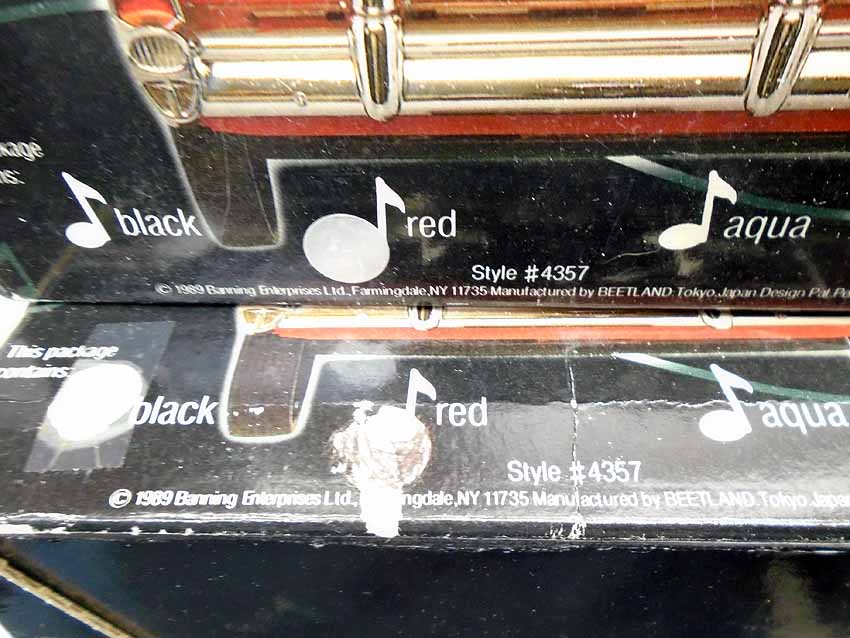 kage
ns:
black red aqua
Style #4357
© 1989 Banning Enterprises Ltd., Farmingdale, NY 11735 Manufactured by BEETLAND Tokyo, Japan Design Pat. Pe
This package
contains:
black red aqua
Style #4357
© 1989 Banning Enterprises Ltd., ingdale, NY 11735 Manufactured by BEETLAND Tokyo, Japan